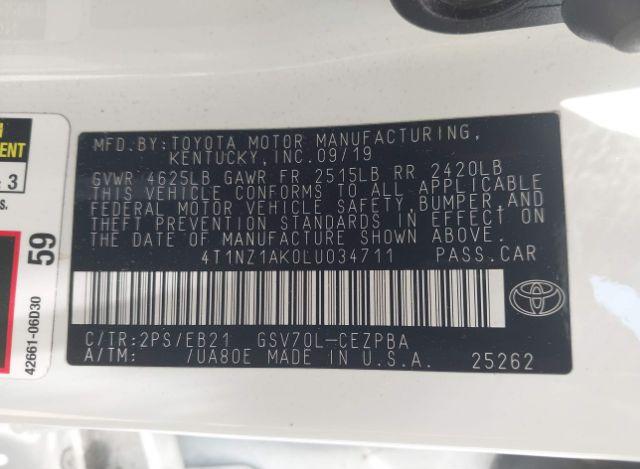 MFD.BY:TOYOTA MOTOR MANUFACTURING,
KENTUCKY,INC.09/19
GVWR 4625LB GAWR FR 2515LB RR 2420LB
THIS VEHICLE CONFORMS TO ALL APPLICABLE
FEDERAL MOTOR VEHICLE SAFETY, BUMPER,AND
THEFT PREVENTION STANDARDS IN EFFECT ON
THE DATE OF MANUFACTURE SHOWN ABOVE.
4T1NZ1AK0LU034711 PASS.CAR
C/TR:2PS/EB21 GSV70L-CEZPBA
A/TM: /UA80E MADE IN U.S.A. 25262
3
s.
59
42661-06D30